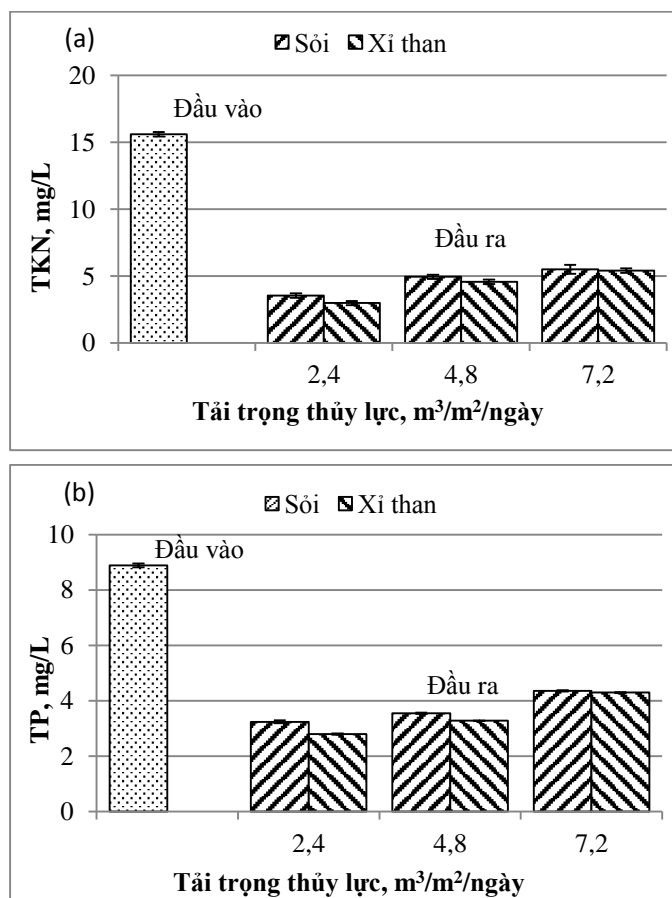 (a)
Sỏi Xỉ than
20
Đầu vào
15
10
Đầu ra
5
0
TKN, mg/L
2,4 4,8 7,2
Tải trọng thủy lực, m³/m²/ngày
(b)
Sỏi Xỉ than
10
Đầu vào
8
6
Đầu ra
4
2
0
TP, mg/L
2,4 4,8 7,2
Tải trọng thủy lực, m³/m²/ngày